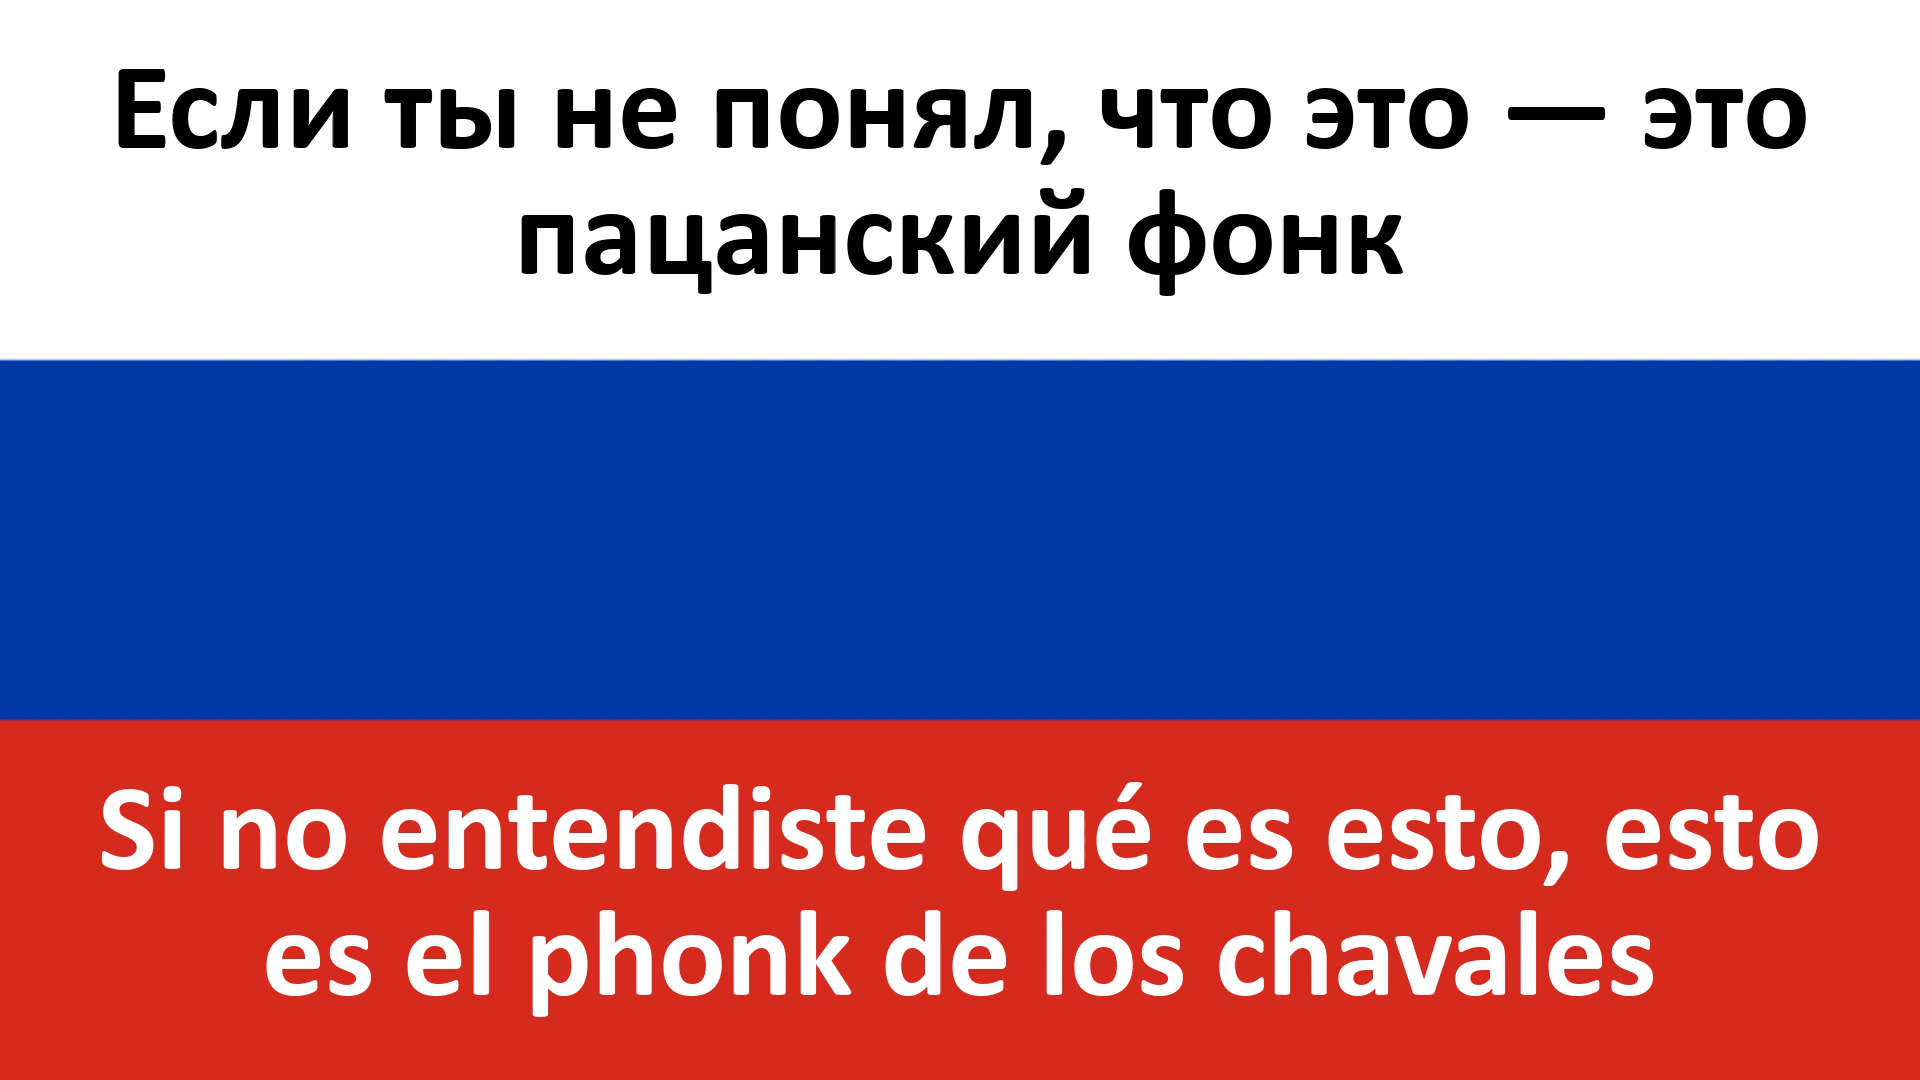 Если ты не понял, что это — это
пацанский фонк
Si no entendiste qué es esto, esto
es el phonk de los chavales